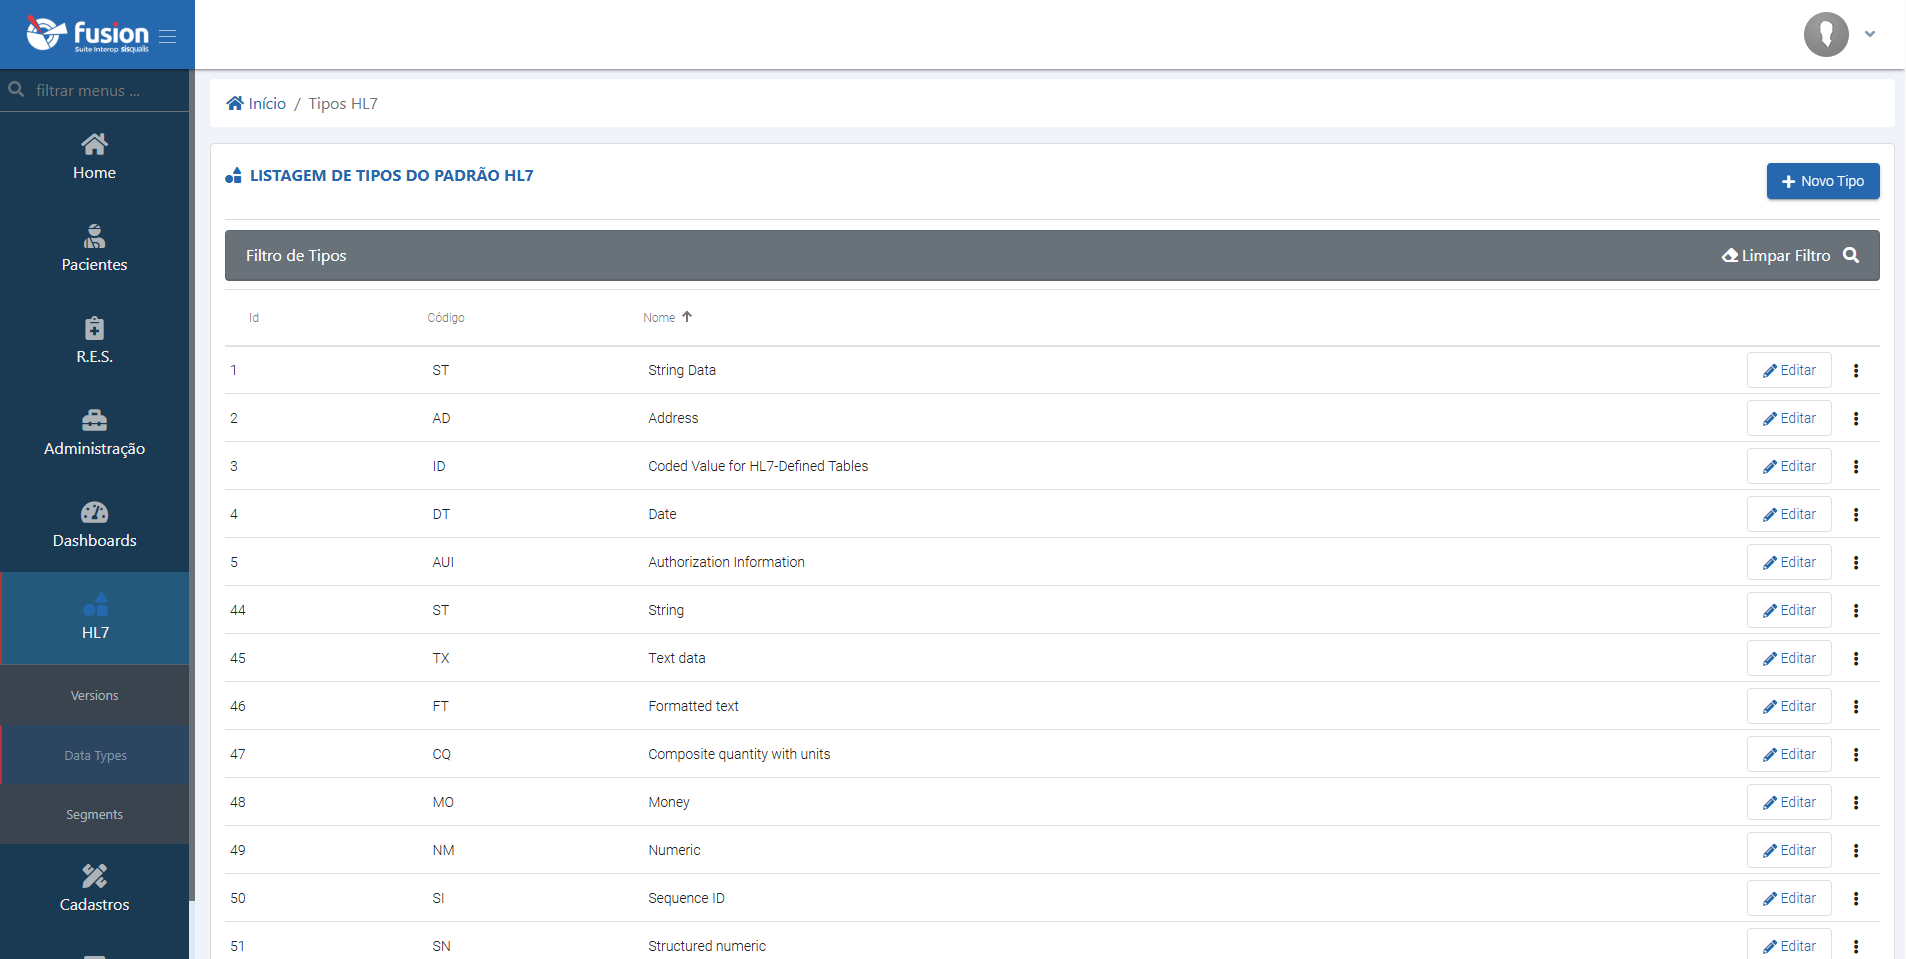 fusion
Suite Interop sisqualis
filtrar menus ...
Home
Pacientes
R.E.S.
Administração
Dashboards
HL7
Versions
Data Types
Segments
Cadastros
Início / Tipos HL7
LISTAGEM DE TIPOS DO PADRÃO HL7
+ Novo Tipo
Filtro de Tipos
Limpar Filtro
Id Código Nome
1 ST String Data Editar
2 AD Address Editar
3 ID Coded Value for HL7-Defined Tables Editar
4 DT Date Editar
5 AUI Authorization Information Editar
44 ST String Editar
45 TX Text data Editar
46 FT Formatted text Editar
47 CQ Composite quantity with units Editar
48 MO Money Editar
49 NM Numeric Editar
50 SI Sequence ID Editar
51 SN Structured numeric Editar